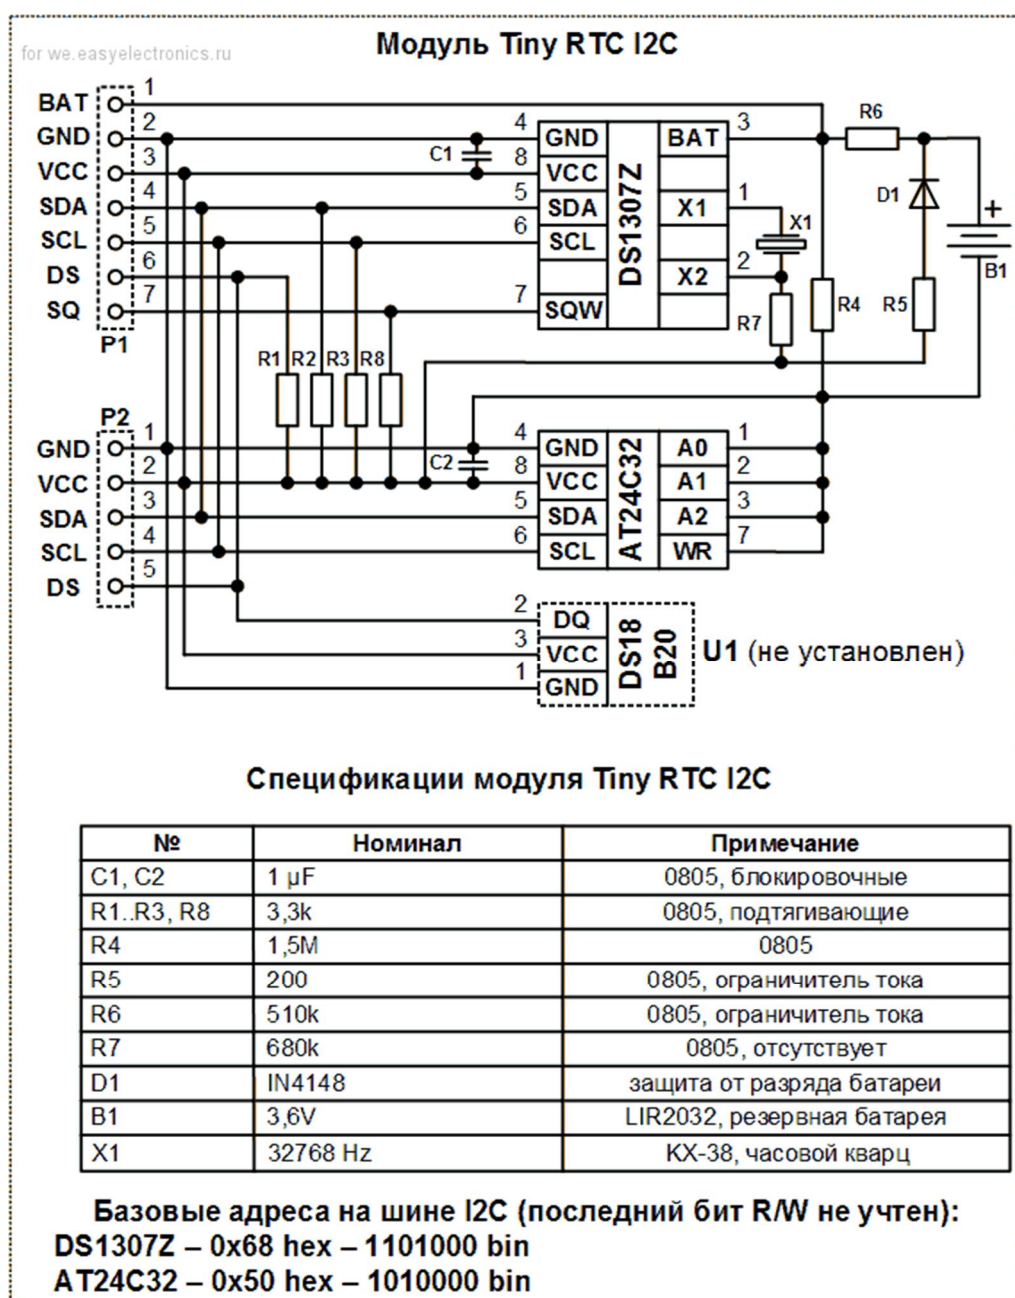 for we.easyelectronics.ru
Модуль Tiny RTC I2C
BAT 1
GND 2
VCC 3
SDA 4
SCL 5
DS 6
SQ 7
P1
C1
4 GND
8 VCC
5 SDA
6 SCL
7 SQW
DS1307Z
BAT 3
X1 1
X2 2
R6
D1
+
X1
B1
R7
R4
R5
R1 R2 R3 R8
P2
GND 1
VCC 2
SDA 3
SCL 4
DS 5
C2
4 GND
8 VCC
5 SDA
6 SCL
AT24C32
A0 1
A1 2
A2 3
WR 7
2 DQ
3 VCC
1 GND
DS18
B20
U1 (не установлен)
Спецификации модуля Tiny RTC I2C
№ Номинал Примечание
C1, C2 1 µF 0805, блокировочные
R1..R3, R8 3,3k 0805, подтягивающие
R4 1,5M 0805
R5 200 0805, ограничитель тока
R6 510k 0805, ограничитель тока
R7 680k 0805, отсутствует
D1 IN4148 защита от разряда батареи
B1 3,6V LIR2032, резервная батарея
X1 32768 Hz KX-38, часовой кварц
Базовые адреса на шине I2C (последний бит R/W не учтен):
DS1307Z – 0x68 hex – 1101000 bin
AT24C32 – 0x50 hex – 1010000 bin